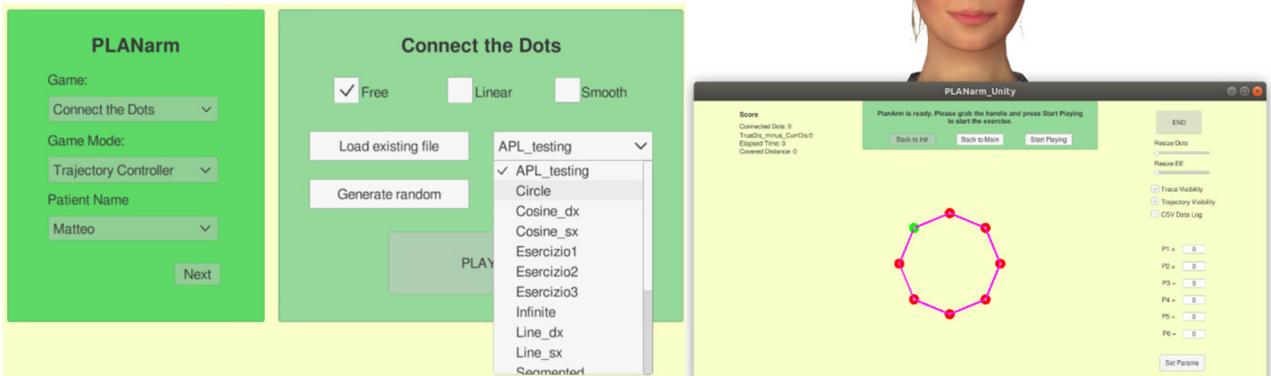 PLANarm
Game:
Connect the Dots
Game Mode:
Trajectory Controller
Patient Name
Matteo
Next
Connect the Dots
Free
Linear
Smooth
Load existing file
APL_testing
Generate random
PLAY
APL_testing
Circle
Cosine_dx
Cosine_sx
Esercizio1
Esercizio2
Esercizio3
Infinite
Line_dx
Line_sx
Segmented
PLANarm_Unity
Score
Connected Dots: 0
TrueDis_minus_CurrDis:0
Elapsed Time: 0
Covered Distance: 0
PlanArm is ready. Please grab the handle and press Start Playing
to start the exercise.
Back to Init
Back to Main
Start Playing
END
Resize Dots
Resize EE
Trace Visibility
Trajectory Visibility
CSV Data Log
P1 = 0
P2 = 0
P3 = 0
P4 = 0
P5 = 0
P6 = 0
Set Params